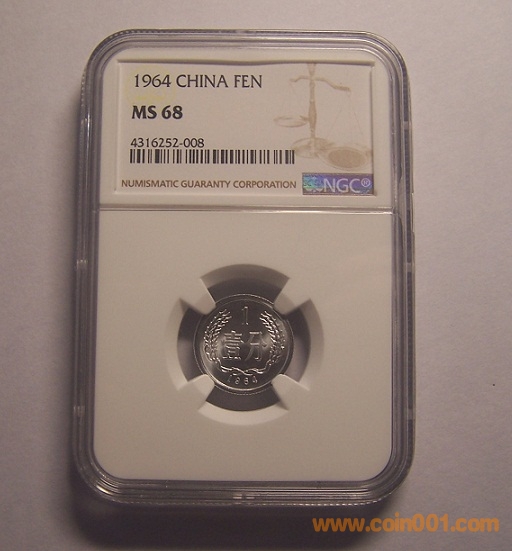 1964 CHINA FEN
MS 68
4316252-008
NUMISMATIC GUARANTY CORPORATION
NGC®
1
壹分
1964
www.coin001.com